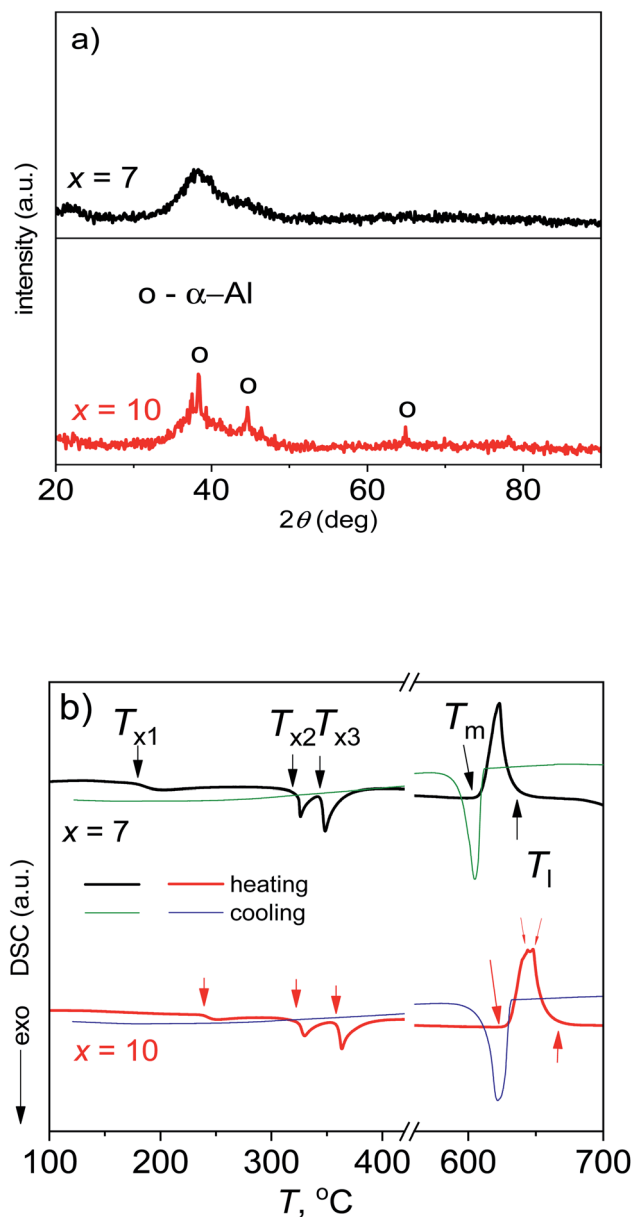 a)
x = 7
intensity (a.u.)
o - α–Al
o
o
o
x = 10
20 40 60 80
2θ (deg)
b)
Tx1
Tx2 Tx3
Tm
x = 7
Tl
heating
cooling
DSC (a.u.)
exo
x = 10
100 200 300 400 600 700
T, °C